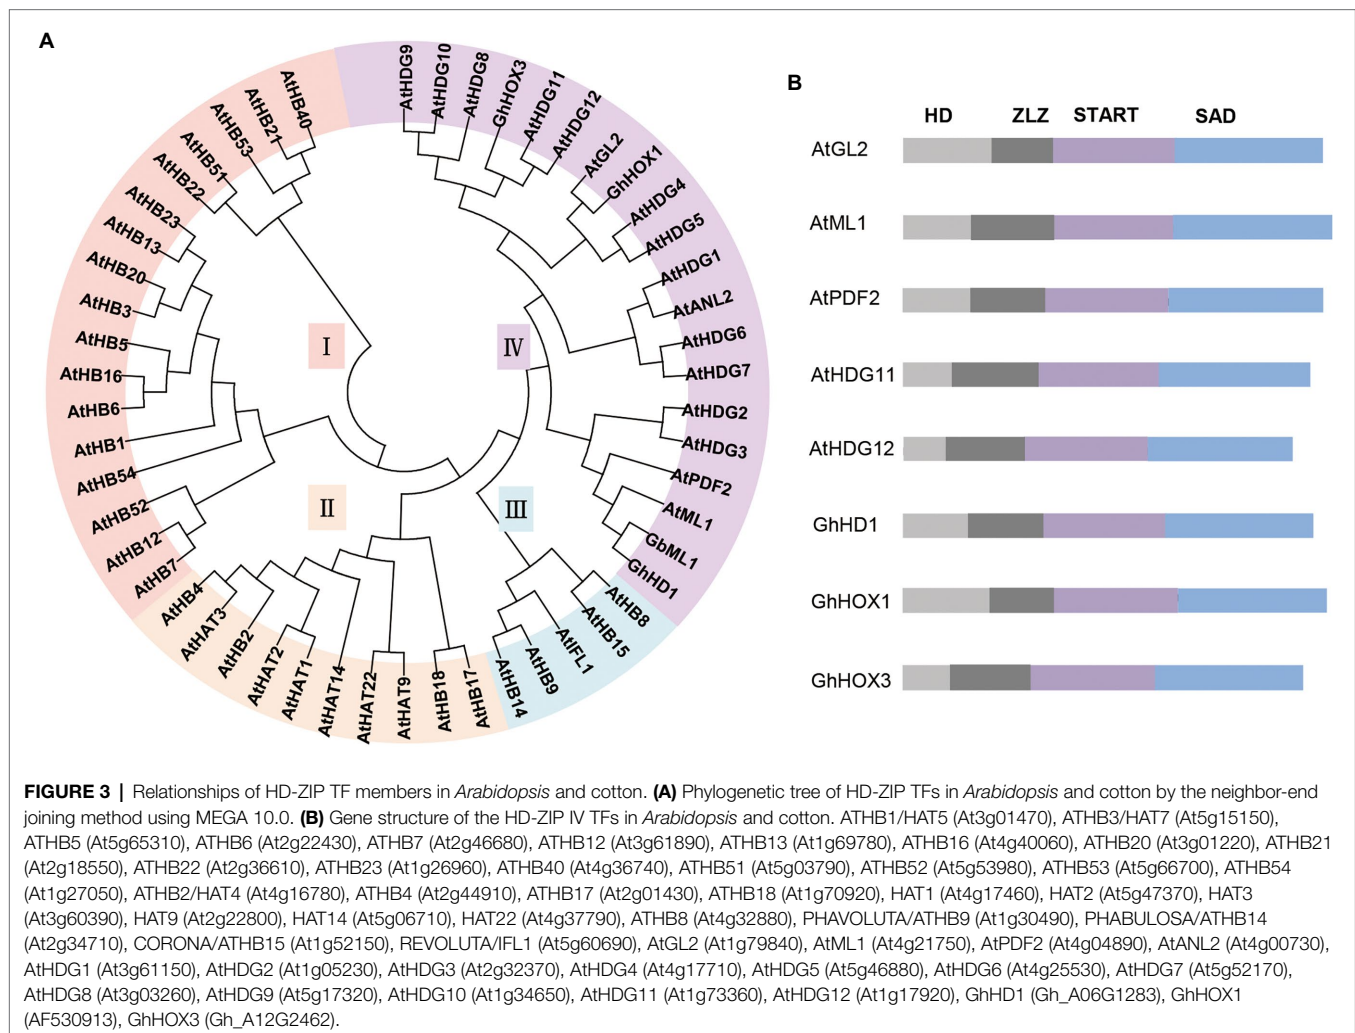 A
AtHDG9
AtHDG10
AtHDG8
GhHOX3
AtHDG11
AtHDG12
AtGL2
GhHOX1
AtHDG4
AtHDG5
AtHDG1
AtANL2
AtHDG6
AtHDG7
AtHDG2
AtHDG3
AtPDF2
AtML1
GbML1
GhHD1
AtHB8
AtHB15
AtIFL1
AtHB9
AtHB14
AtHB17
AtHB18
AtHAT9
AtHAT22
AtHAT14
AtHAT1
AtHAT2
AtHB2
AtHAT3
AtHB4
AtHB7
AtHB12
AtHB52
AtHB54
AtHB1
AtHB6
AtHB16
AtHB5
AtHB3
AtHB20
AtHB13
AtHB23
AtHB22
AtHB51
AtHB53
AtHB21
AtHB40
I
IV
II
III
B
HD ZLZ START SAD
AtGL2
AtML1
AtPDF2
AtHDG11
AtHDG12
GhHD1
GhHOX1
GhHOX3
FIGURE 3 | Relationships of HD-ZIP TF members in Arabidopsis and cotton. (A) Phylogenetic tree of HD-ZIP TFs in Arabidopsis and cotton by the neighbor-end
joining method using MEGA 10.0. (B) Gene structure of the HD-ZIP IV TFs in Arabidopsis and cotton. ATHB1/HAT5 (At3g01470), ATHB3/HAT7 (At5g15150),
ATHB5 (At5g65310), ATHB6 (At2g22430), ATHB7 (At2g46680), ATHB12 (At3g61890), ATHB13 (At1g69780), ATHB16 (At4g40060), ATHB20 (At3g01220), ATHB21
(At2g18550), ATHB22 (At2g36610), ATHB23 (At1g26960), ATHB40 (At4g36740), ATHB51 (At5g03790), ATHB52 (At5g53980), ATHB53 (At5g66700), ATHB54
(At1g27050), ATHB2/HAT4 (At4g16780), ATHB4 (At2g44910), ATHB17 (At2g01430), ATHB18 (At1g70920), HAT1 (At4g17460), HAT2 (At5g47370), HAT3
(At3g60390), HAT9 (At2g22800), HAT14 (At5g06710), HAT22 (At4g37790), ATHB8 (At4g32880), PHAVOLUTA/ATHB9 (At1g30490), PHABULOSA/ATHB14
(At2g34710), CORONA/ATHB15 (At1g52150), REVOLUTA/IFL1 (At5g60690), AtGL2 (At1g79840), AtML1 (At4g21750), AtPDF2 (At4g04890), AtANL2 (At4g00730),
AtHDG1 (At3g61150), AtHDG2 (At1g05230), AtHDG3 (At2g32370), AtHDG4 (At4g17710), AtHDG5 (At5g46880), AtHDG6 (At4g25530), AtHDG7 (At5g52170),
AtHDG8 (At3g03260), AtHDG9 (At5g17320), AtHDG10 (At1g34650), AtHDG11 (At1g73360), AtHDG12 (At1g17920), GhHD1 (Gh_A06G1283), GhHOX1
(AF530913), GhHOX3 (Gh_A12G2462).